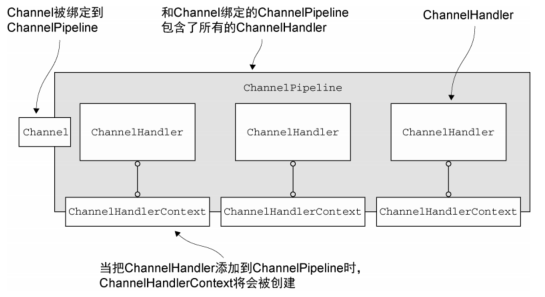 Channel被绑定到
ChannelPipeline
和Channel绑定的ChannelPipeline
包含了所有的ChannelHandler
ChannelHandler
ChannelPipeline
Channel
ChannelHandler
ChannelHandler
ChannelHandler
ChannelHandlerContext
ChannelHandlerContext
ChannelHandlerContext
当把ChannelHandler添加到ChannelPipeline时，
ChannelHandlerContext将会被创建